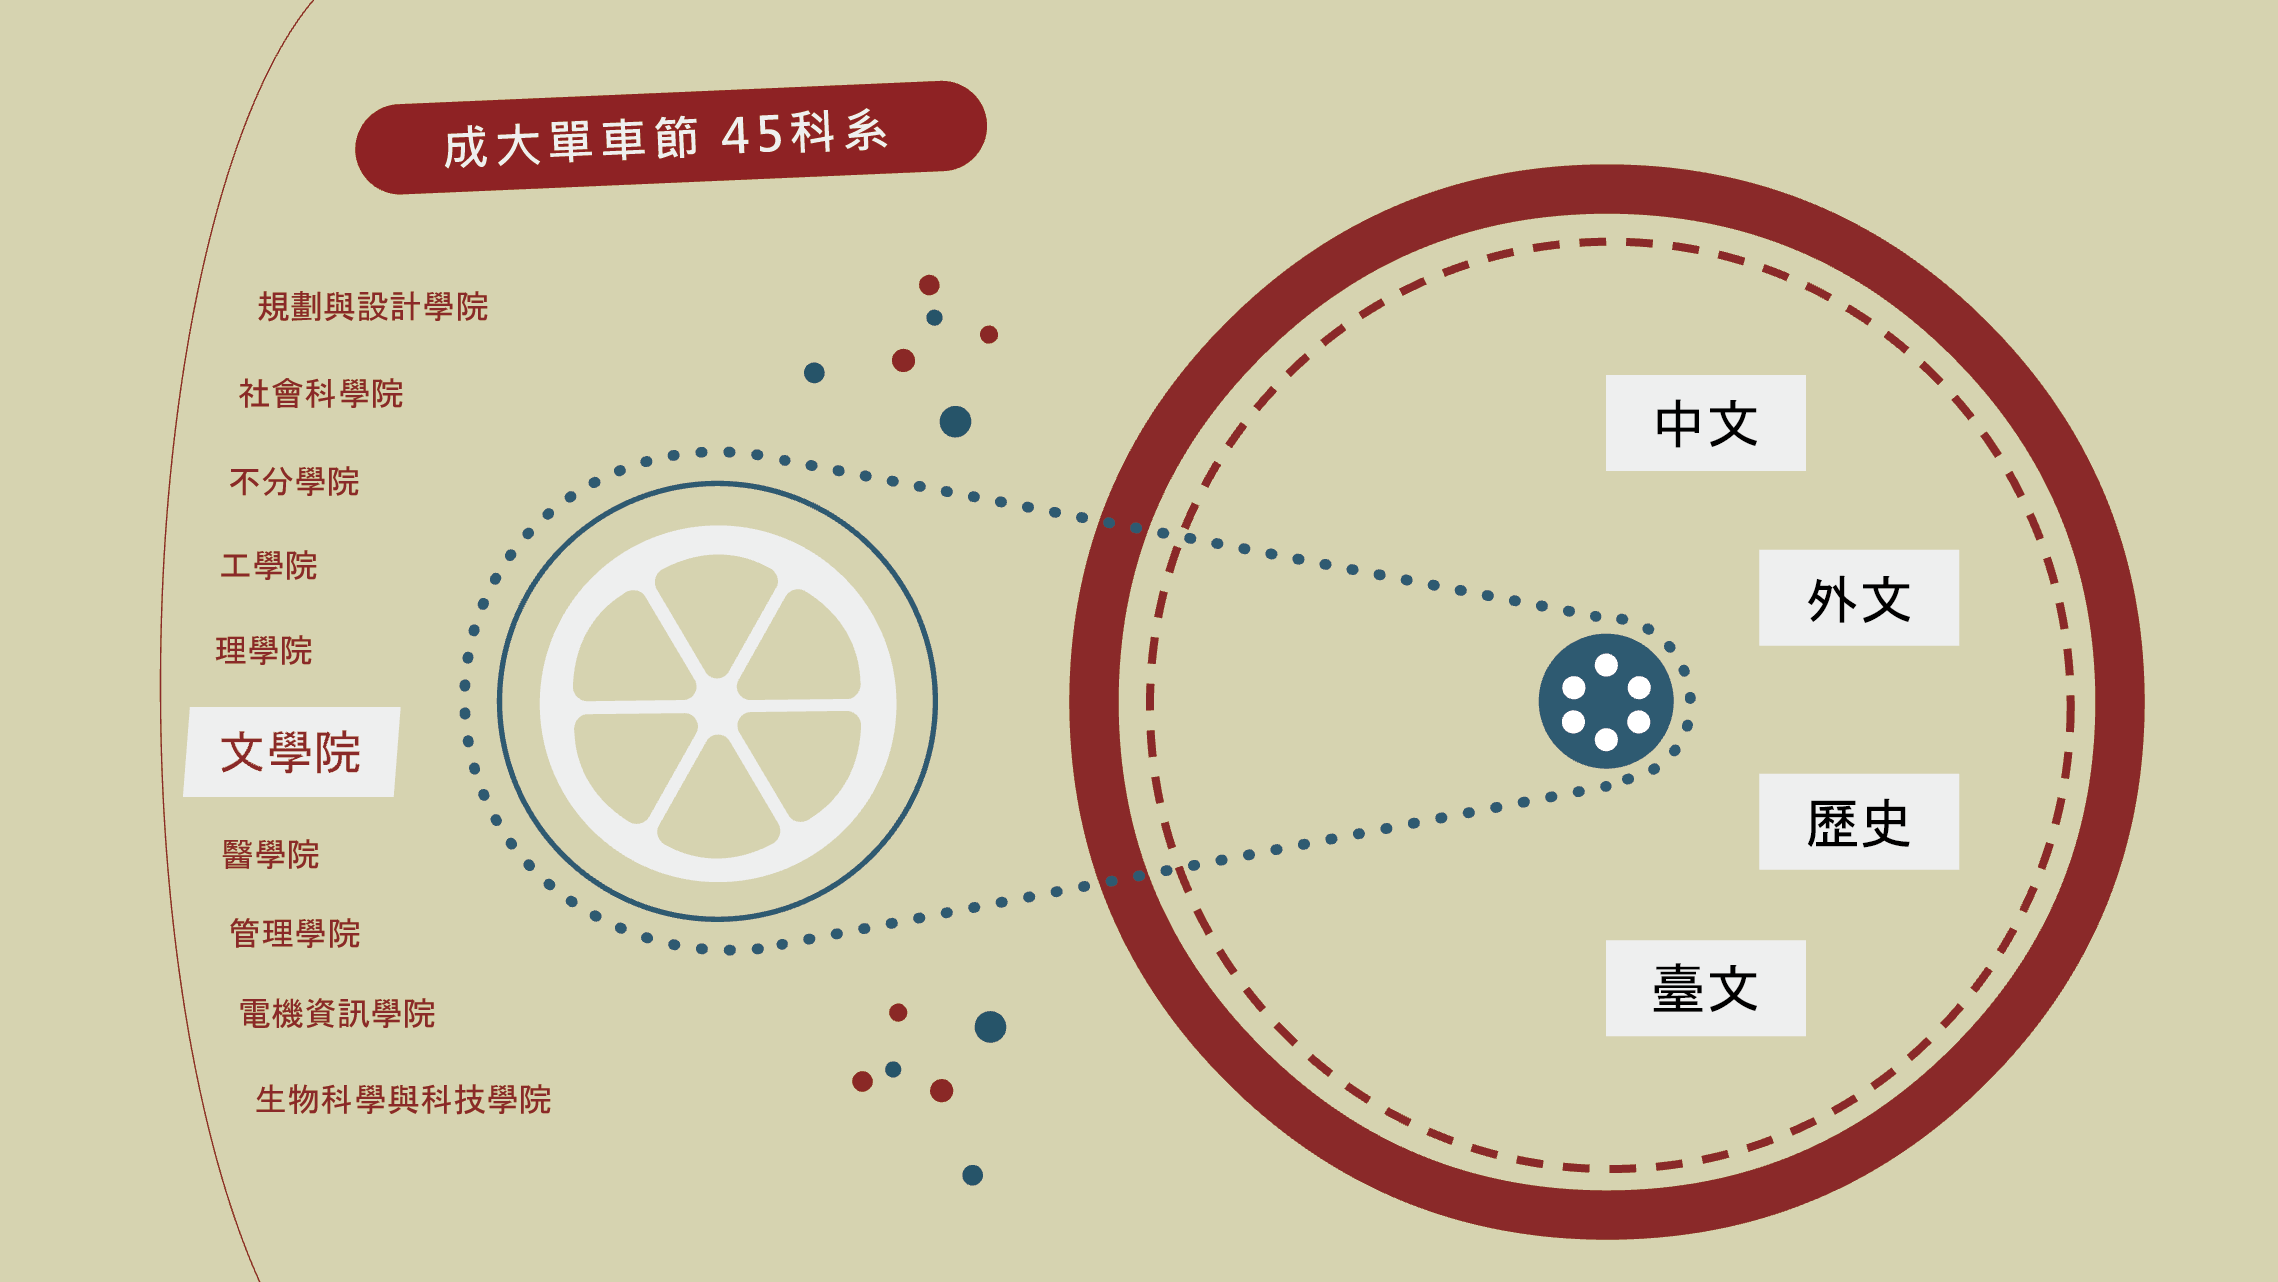 成大單車節 45科系
規劃與設計學院
社會科學院
不分學院
工學院
理學院
文學院
醫學院
管理學院
電機資訊學院
生物科學與科技學院
中文
外文
歷史
臺文